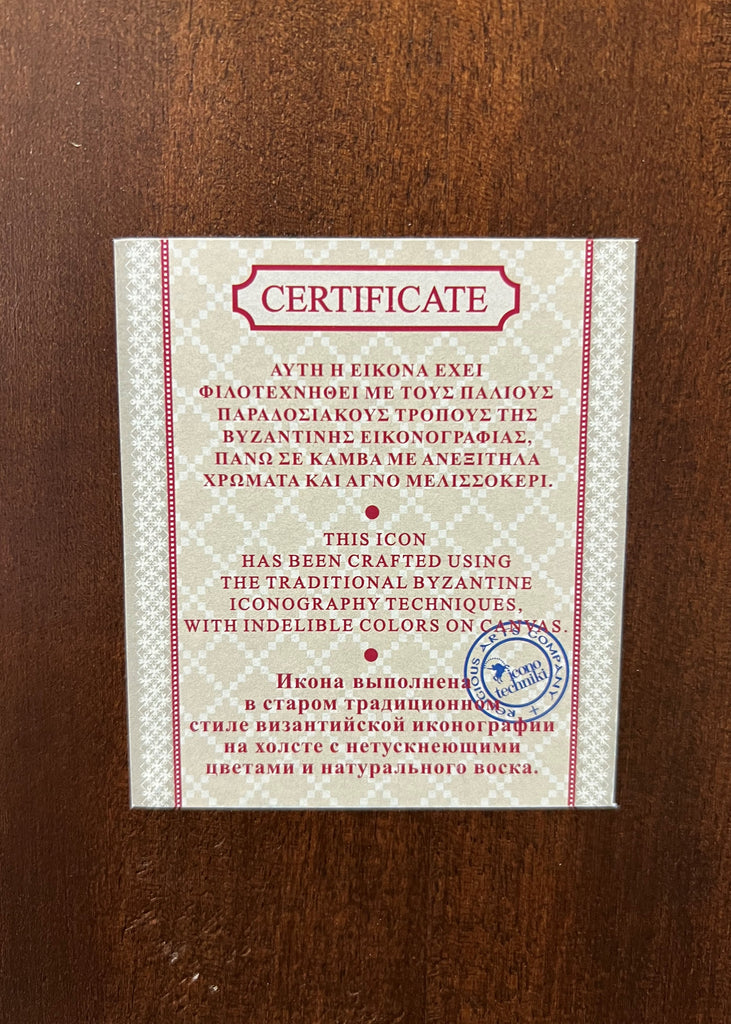 CERTIFICATE
ΑΥΤΗ Η ΕΙΚΟΝΑ ΕΧΕΙ
ΦΙΛΟΤΕΧΝΗΘΕΙ ΜΕ ΤΟΥΣ ΠΑΛΙΟΥΣ
ΠΑΡΑΔΟΣΙΑΚΟΥΣ ΤΡΟΠΟΥΣ ΤΗΣ
ΒΥΖΑΝΤΙΝΗΣ ΕΙΚΟΝΟΓΡΑΦΙΑΣ,
ΠΑΝΩ ΣΕ ΚΑΜΒΑ ΜΕ ΑΝΕΞΙΤΗΛΑ
ΧΡΩΜΑΤΑ ΚΑΙ ΑΓΝΟ ΜΕΛΙΣΣΟΚΕΡΙ.
THIS ICON
HAS BEEN CRAFTED USING
THE TRADITIONAL BYZANTINE
ICONOGRAPHY TECHNIQUES,
WITH INDELIBLE COLORS ON CANVAS.
Икона выполнена
в старом традиционном
стиле византийской иконографии
на холсте с нетускнеющими
цветами и натурального воска.
ARTS COMPANY
icono
techniki